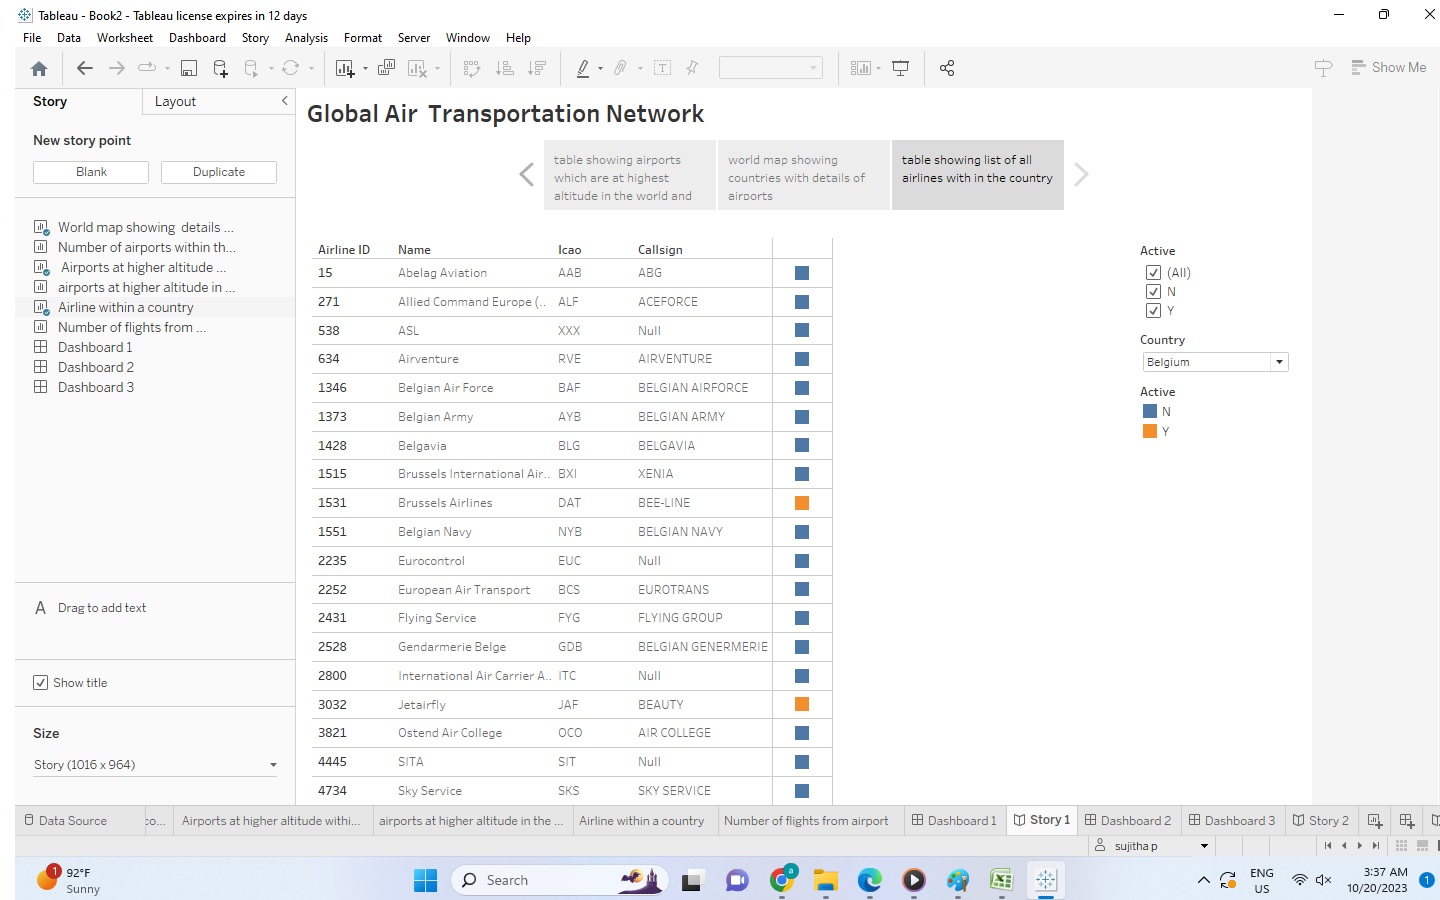 Tableau - Book2 - Tableau license expires in 12 days
File Data Worksheet Dashboard Story Analysis Format Server Window Help
Show Me
Story Layout
New story point
Blank Duplicate
World map showing details ...
Number of airports within th...
Airports at higher altitude ...
airports at higher altitude in ...
Airline within a country
Number of flights from ...
Dashboard 1
Dashboard 2
Dashboard 3
A Drag to add text
Show title
Size
Story (1016 x 964)
Global Air Transportation Network
table showing airports
which are at highest
altitude in the world and
world map showing
countries with details of
airports
table showing list of all
airlines with in the country
Airline ID Name Icao Callsign
15 Abelag Aviation AAB ABG
271 Allied Command Europe (.. ALF ACEFORCE
538 ASL XXX Null
634 Airventure RVE AIRVENTURE
1346 Belgian Air Force BAF BELGIAN AIRFORCE
1373 Belgian Army AYB BELGIAN ARMY
1428 Belgavia BLG BELGAVIA
1515 Brussels International Air.. BXI XENIA
1531 Brussels Airlines DAT BEE-LINE
1551 Belgian Navy NYB BELGIAN NAVY
2235 Eurocontrol EUC Null
2252 European Air Transport BCS EUROTRANS
2431 Flying Service FYG FLYING GROUP
2528 Gendarmerie Belge GDB BELGIAN GENERMERIE
2800 International Air Carrier A.. ITC Null
3032 Jetairfly JAF BEAUTY
3821 Ostend Air College OCO AIR COLLEGE
4445 SITA SIT Null
4734 Sky Service SKS SKY SERVICE
Active
(All)
N
Y
Country
Belgium
Active
N
Y
Data Source :o... Airports at higher altitude withi... airports at higher altitude in the ... Airline within a country Number of flights from airport Dashboard 1 Story 1 Dashboard 2 Dashboard 3 Story 2
sujitha p
1 92°F
Sunny
Search
a
ENG
US
3:37 AM
10/20/2023
1